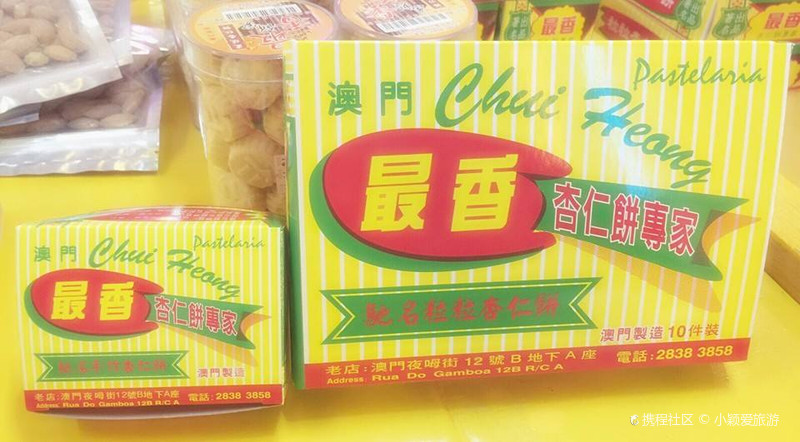 澳門 Chui Heong
Pastelaria
最香
杏仁餅專家
馳名粒粒杏仁餅
澳門製造 10件裝
老店:澳門夜呣街 12 號 B 地下 A 座 電話:2838 3858
Address Rua Do Gamboa 12B R/C A
澳門 Chui Heong
Pastelaria
最香
杏仁餅專家
澳門製造
老店:澳門夜呣街12號B地下A座 電話:2838 3858
Address Rua Do Gamboa 12B R/C A
最香
最香
携程社区 © 小颖爱旅游